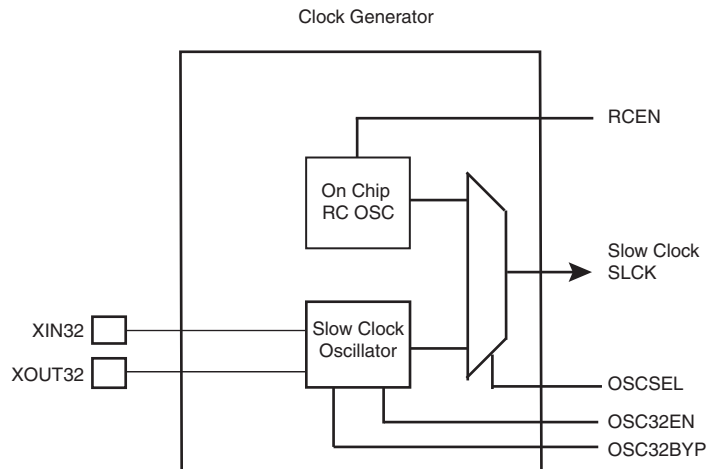 Clock Generator
RCEN
On Chip
RC OSC
Slow Clock
SLCK
XIN32
Slow Clock
Oscillator
XOUT32
OSCSEL
OSC32EN
OSC32BYP